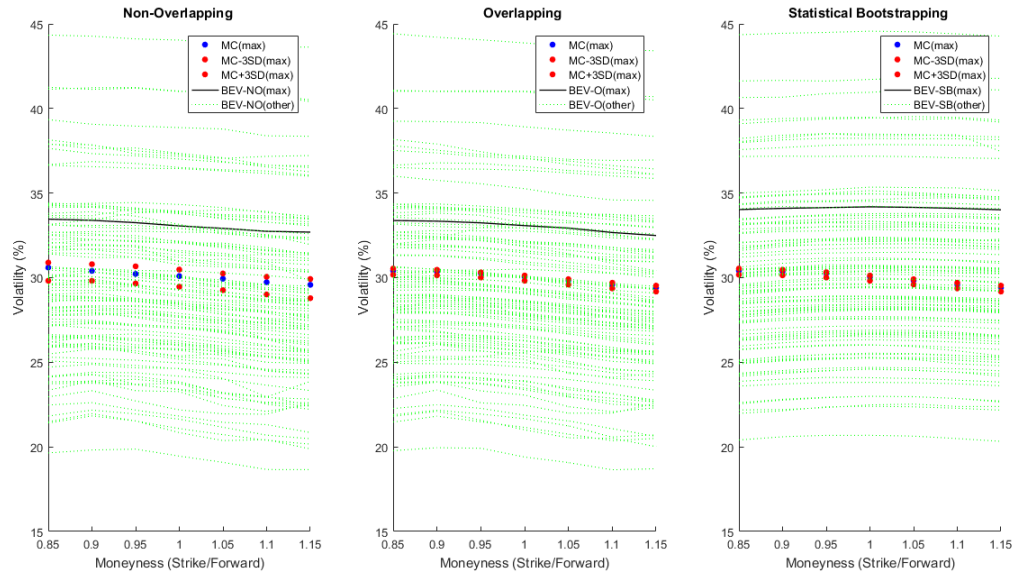 Non-Overlapping
Volatility (%)
45
40
35
30
25
20
15
MC(max)
MC-3SD(max)
MC+3SD(max)
BEV-NO(max)
BEV-NO(other)
0.85 0.9 0.95 1 1.05 1.1 1.15
Moneyness (Strike/Forward)
Overlapping
Volatility (%)
45
40
35
30
25
20
15
MC(max)
MC-3SD(max)
MC+3SD(max)
BEV-O(max)
BEV-O(other)
0.85 0.9 0.95 1 1.05 1.1 1.15
Moneyness (Strike/Forward)
Statistical Bootstrapping
Volatility (%)
45
40
35
30
25
20
15
MC(max)
MC-3SD(max)
MC+3SD(max)
BEV-SB(max)
BEV-SB(other)
0.85 0.9 0.95 1 1.05 1.1 1.15
Moneyness (Strike/Forward)